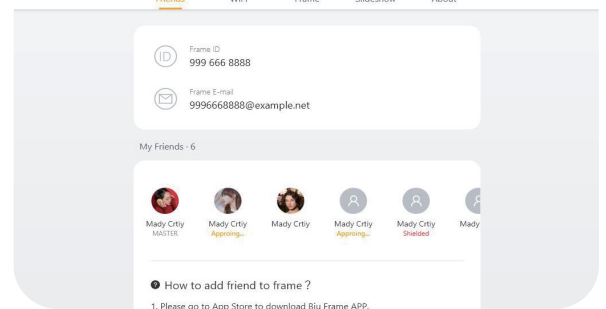 Friends WIFI Frame Slideshow About
Frame ID
999 666 8888
Frame E-mail
9996668888@example.net
My Friends · 6
Mady Crtiy Mady Crtiy Mady Crtiy Mady Crtiy Mady Crtiy Mady
MASTER Approing... Approing... Shielded
How to add friend to frame ?
1. Please go to App Store to download Biu Frame APP.